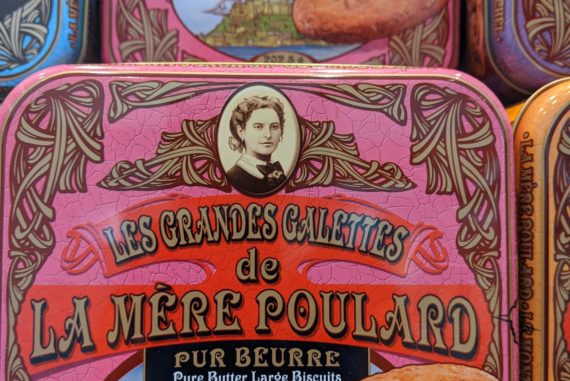 LES GRANDES GALETTES
de
LA MÈRE POULARD
PUR BEURRE
Pure Butter Large Biscuits